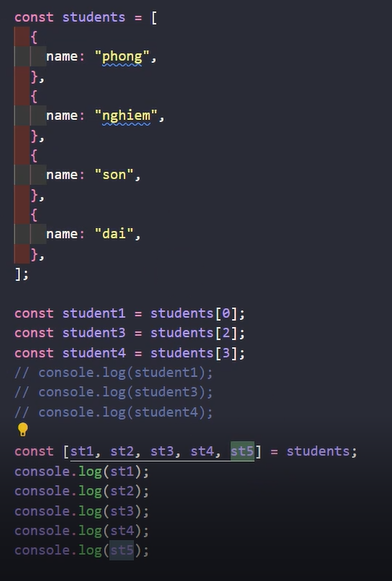 const students = [
  {
    name: "phong",
  },
  {
    name: "nghiem",
  },
  {
    name: "son",
  },
  {
    name: "dai",
  },
];
const student1 = students[0];
const student3 = students[2];
const student4 = students[3];
// console.log(student1);
// console.log(student3);
// console.log(student4);
const [st1, st2, st3, st4, st5] = students;
console.log(st1);
console.log(st2);
console.log(st3);
console.log(st4);
console.log(st5);